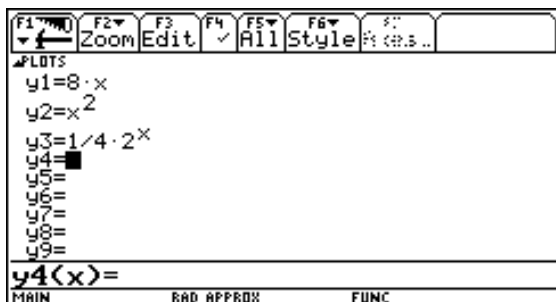 F1 F2 Zoom F3 Edit F4 ✓ F5 All F6 Style
PLOTS
y1=8·x
y2=x²
y3=1/4·2ˣ
y4=
y5=
y6=
y7=
y8=
y9=
y4(x)=
MAIN RAD APPROX FUNC